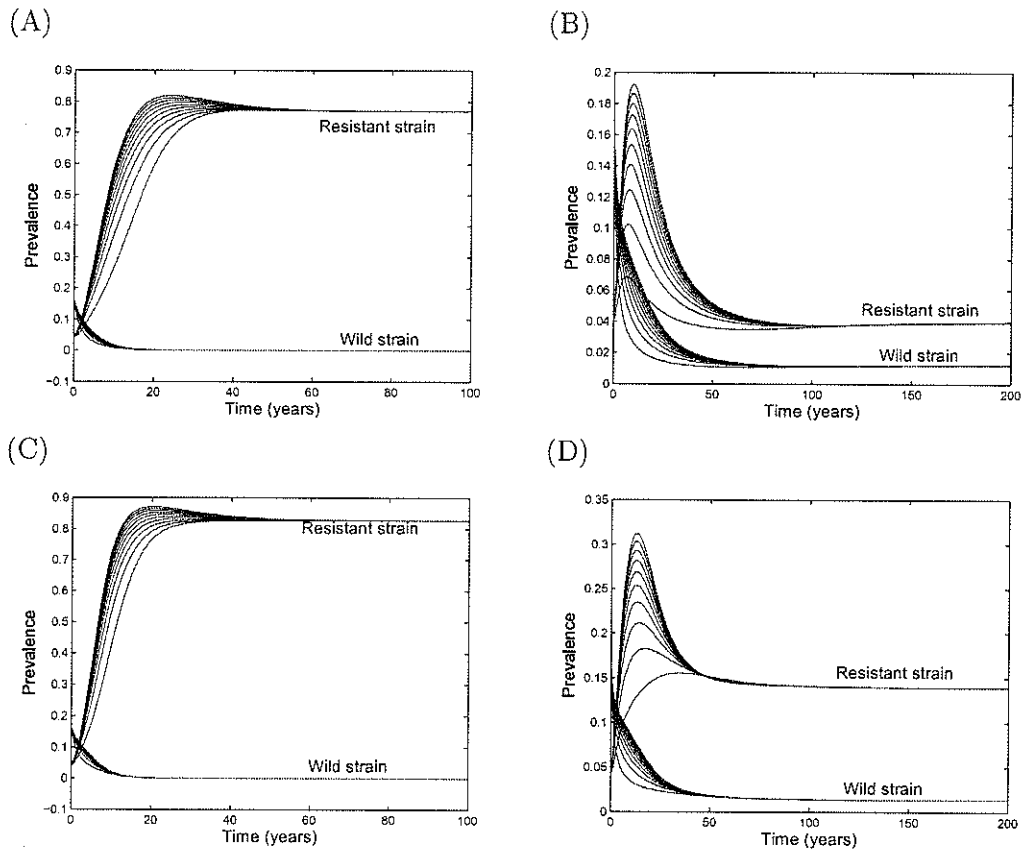 (A)
0.9
0.8
0.7
0.6
0.5
0.4
0.3
0.2
0.1
0
−0.1
Prevalence
Resistant strain
Wild strain
0 20 40 60 80 100
Time (years)
(B)
0.2
0.18
0.16
0.14
0.12
0.1
0.08
0.06
0.04
0.02
0
Prevalence
Resistant strain
Wild strain
0 50 100 150 200
Time (years)
(C)
0.9
0.8
0.7
0.6
0.5
0.4
0.3
0.2
0.1
0
−0.1
Prevalence
Resistant strain
Wild strain
0 20 40 60 80 100
Time (years)
(D)
0.35
0.3
0.25
0.2
0.15
0.1
0.05
0
Prevalence
Resistant strain
Wild strain
0 50 100 150 200
Time (years)